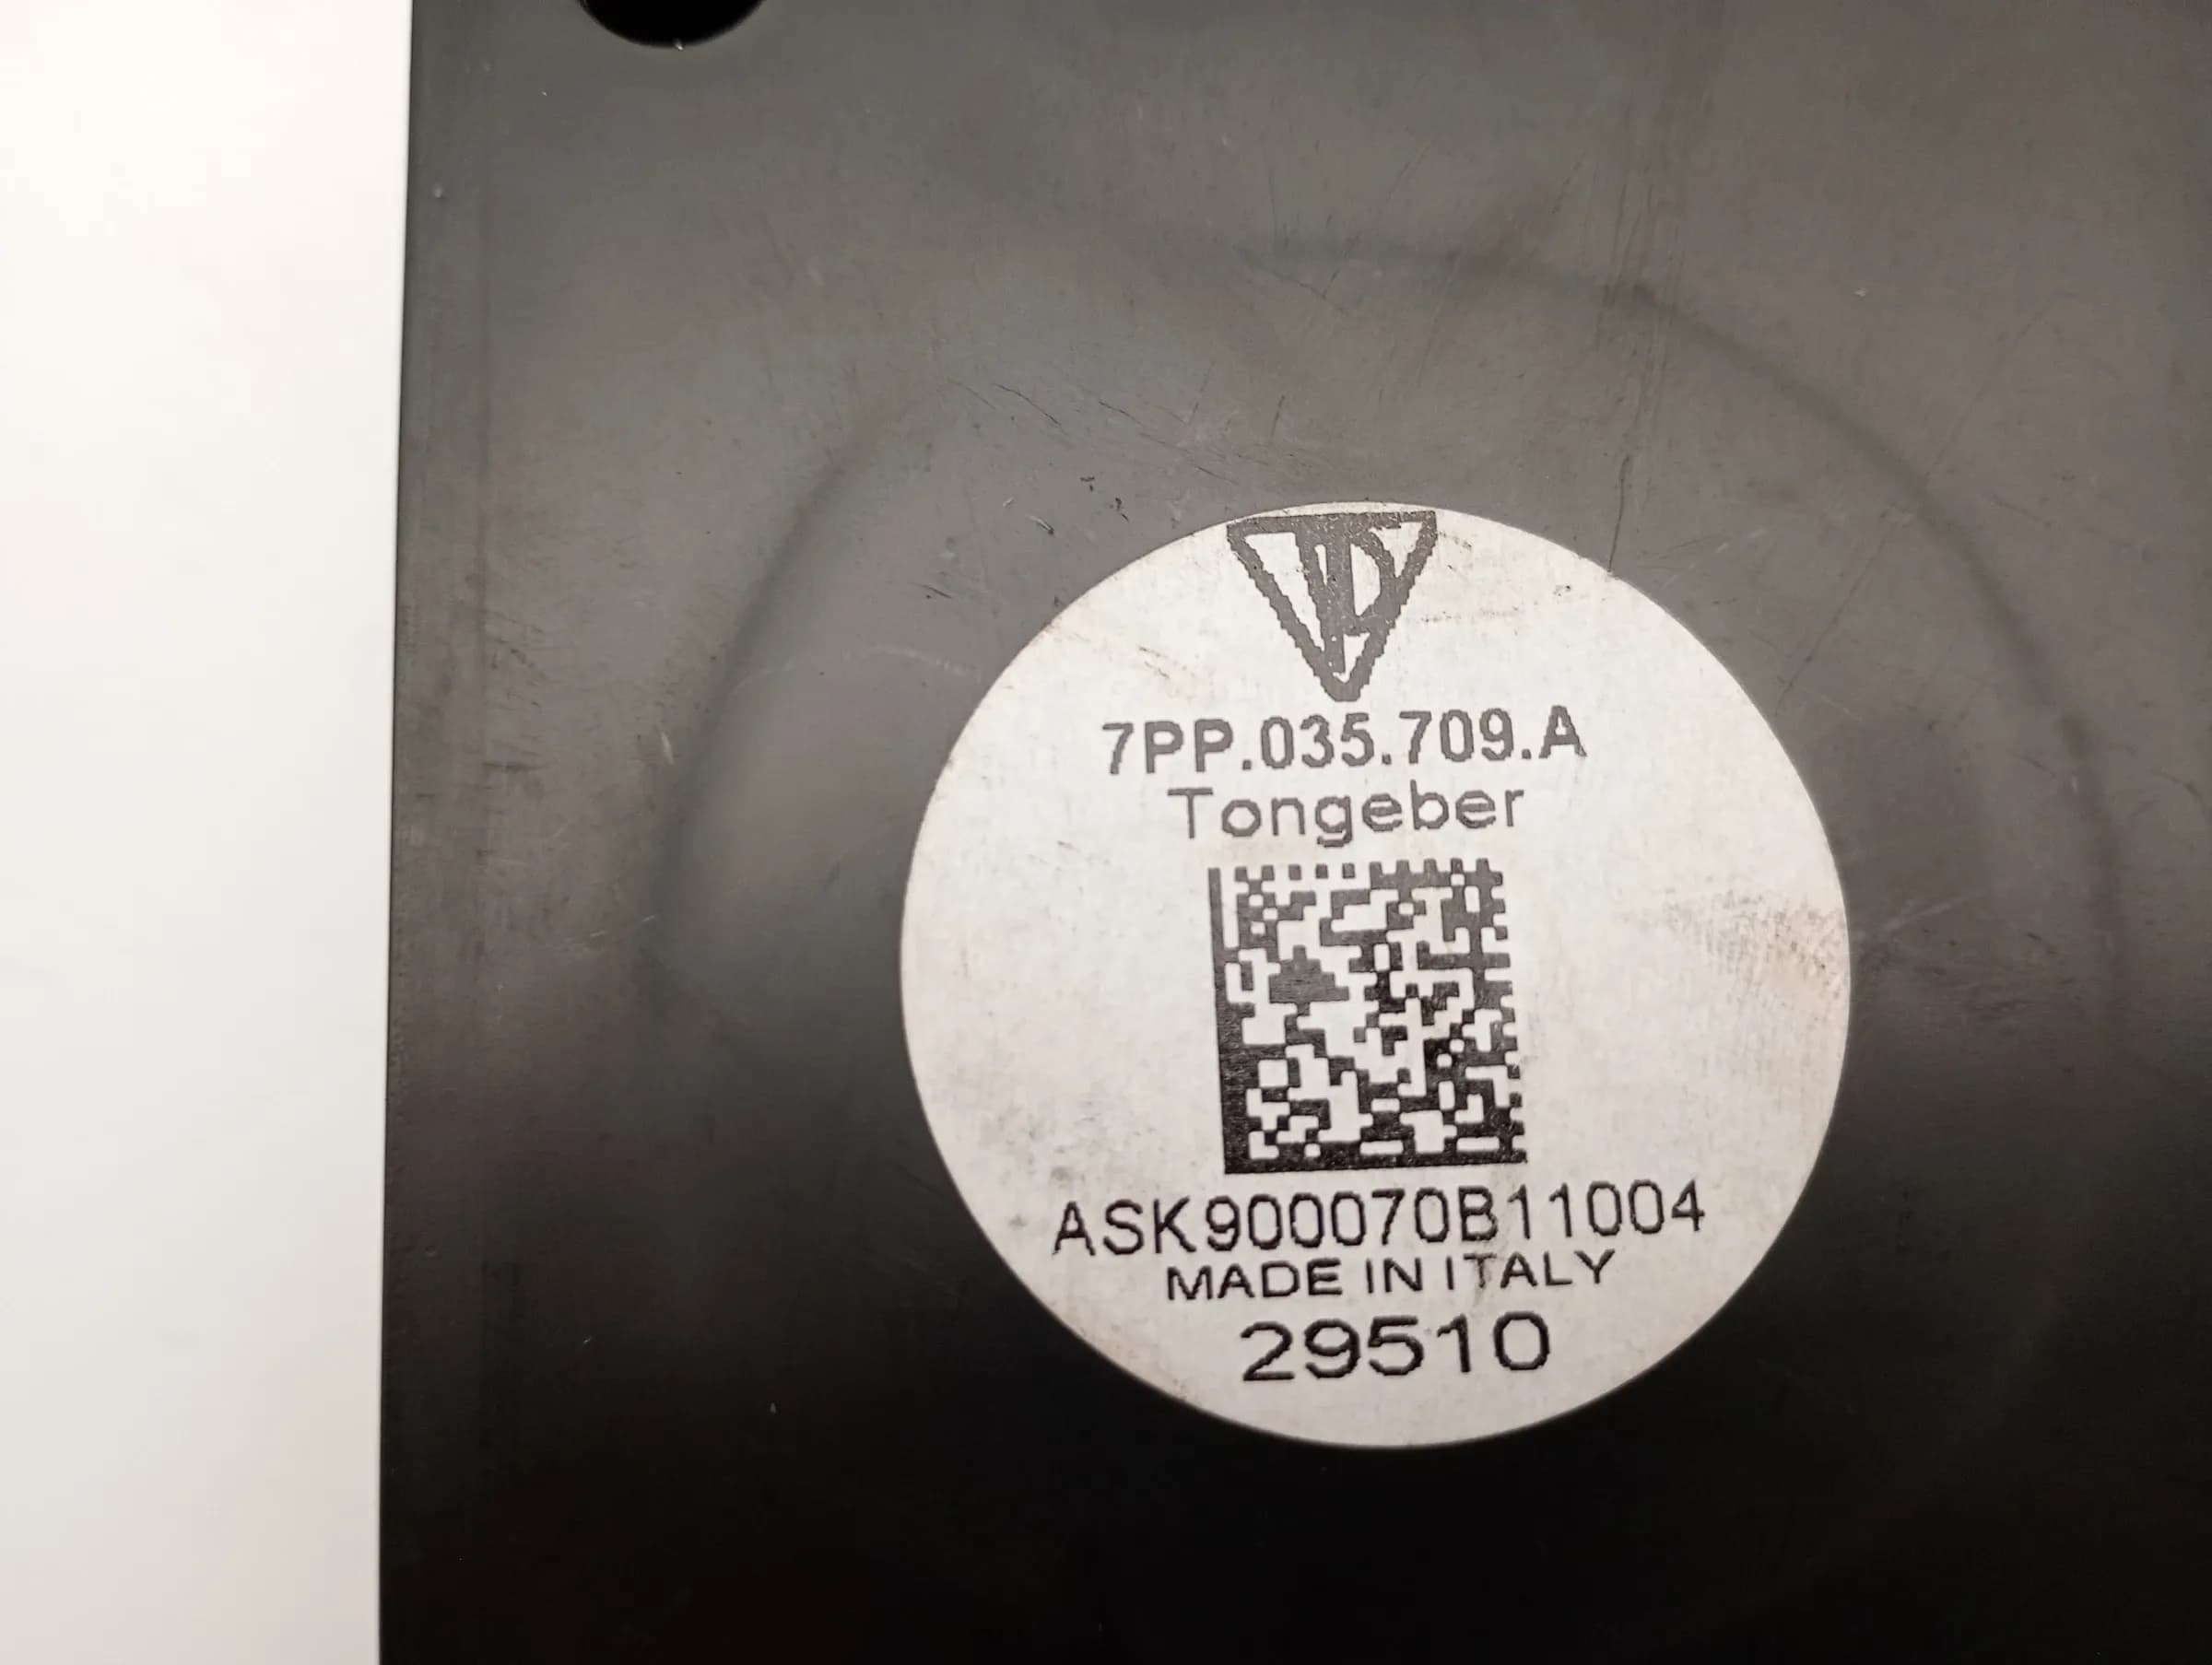 7PP.035.709.A
Tongeber
ASK900070B11004
MADE IN ITALY
29510